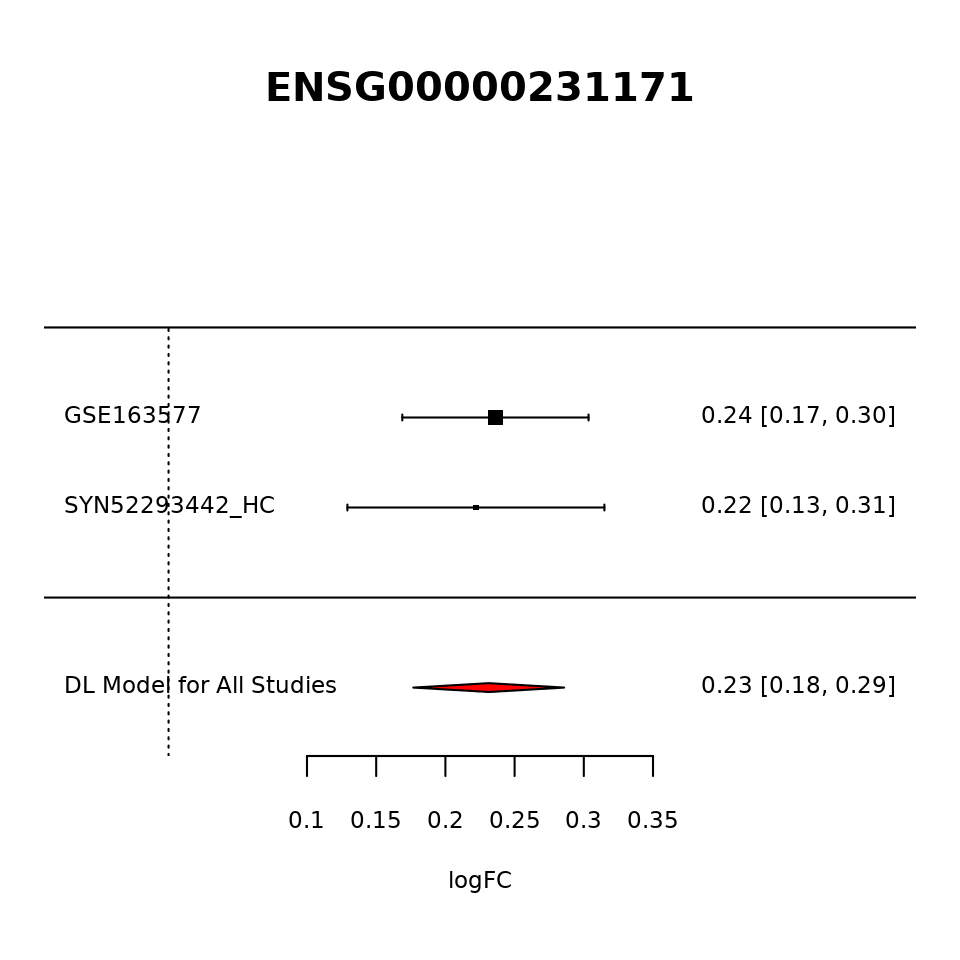 ENSG00000231171
GSE163577 0.24 [0.17, 0.30]
SYN52293442_HC 0.22 [0.13, 0.31]
DL Model for All Studies 0.23 [0.18, 0.29]
0.1 0.15 0.2 0.25 0.3 0.35
logFC